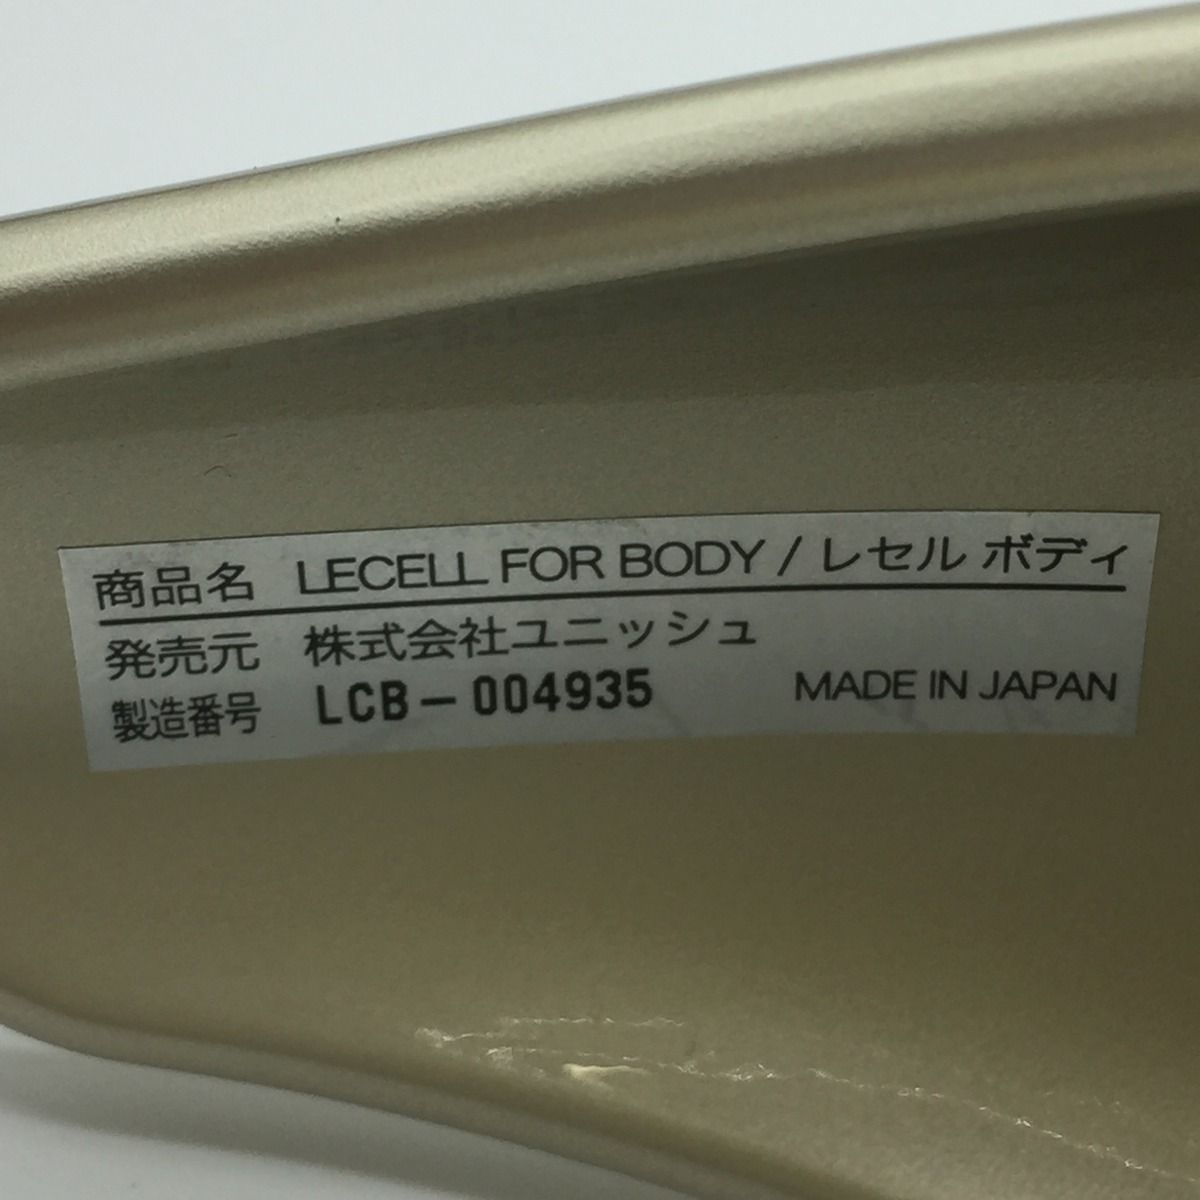 商品名 LECELL FOR BODY / レセル ボディ
発売元 株式会社ユニッシュ
製造番号 LCB-004935 MADE IN JAPAN